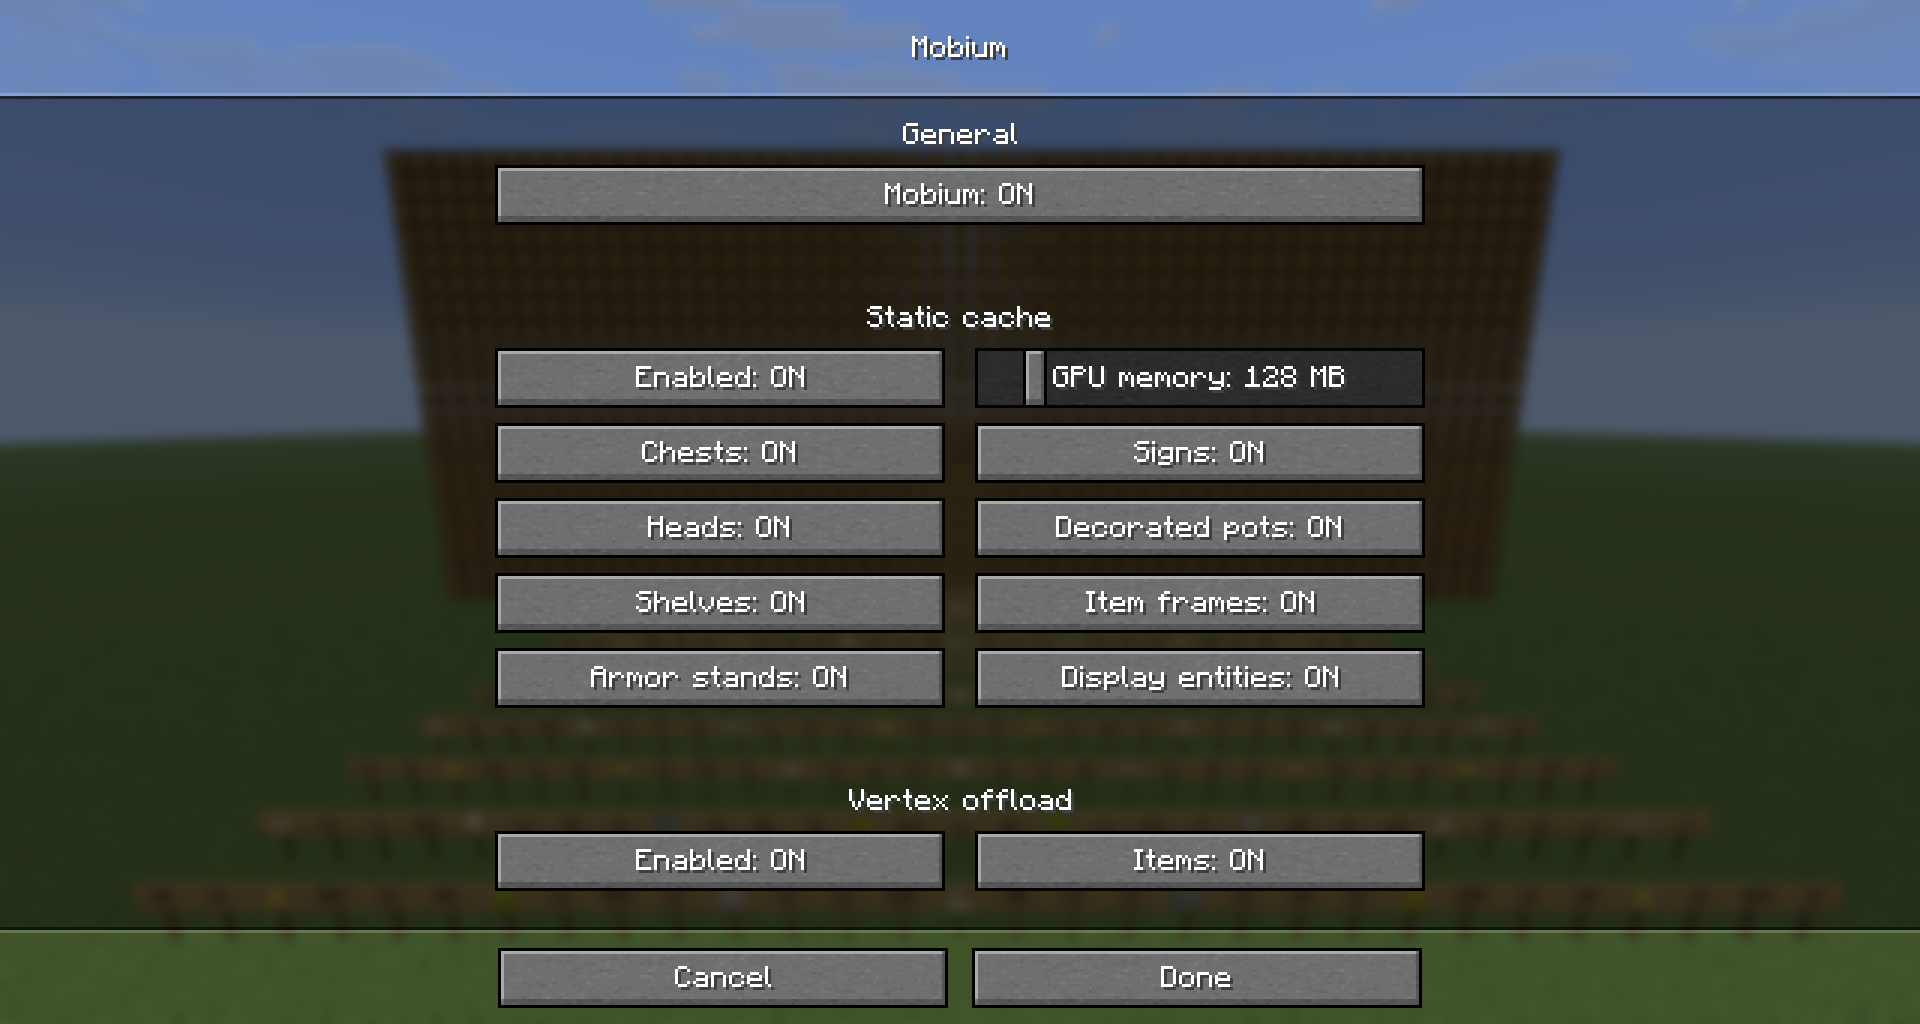 Mobium
General
Mobium: ON
Static cache
Enabled: ON
GPU memory: 128 MB
Chests: ON
Signs: ON
Heads: ON
Decorated pots: ON
Shelves: ON
Item frames: ON
Armor stands: ON
Display entities: ON
Vertex offload
Enabled: ON
Items: ON
Cancel
Done